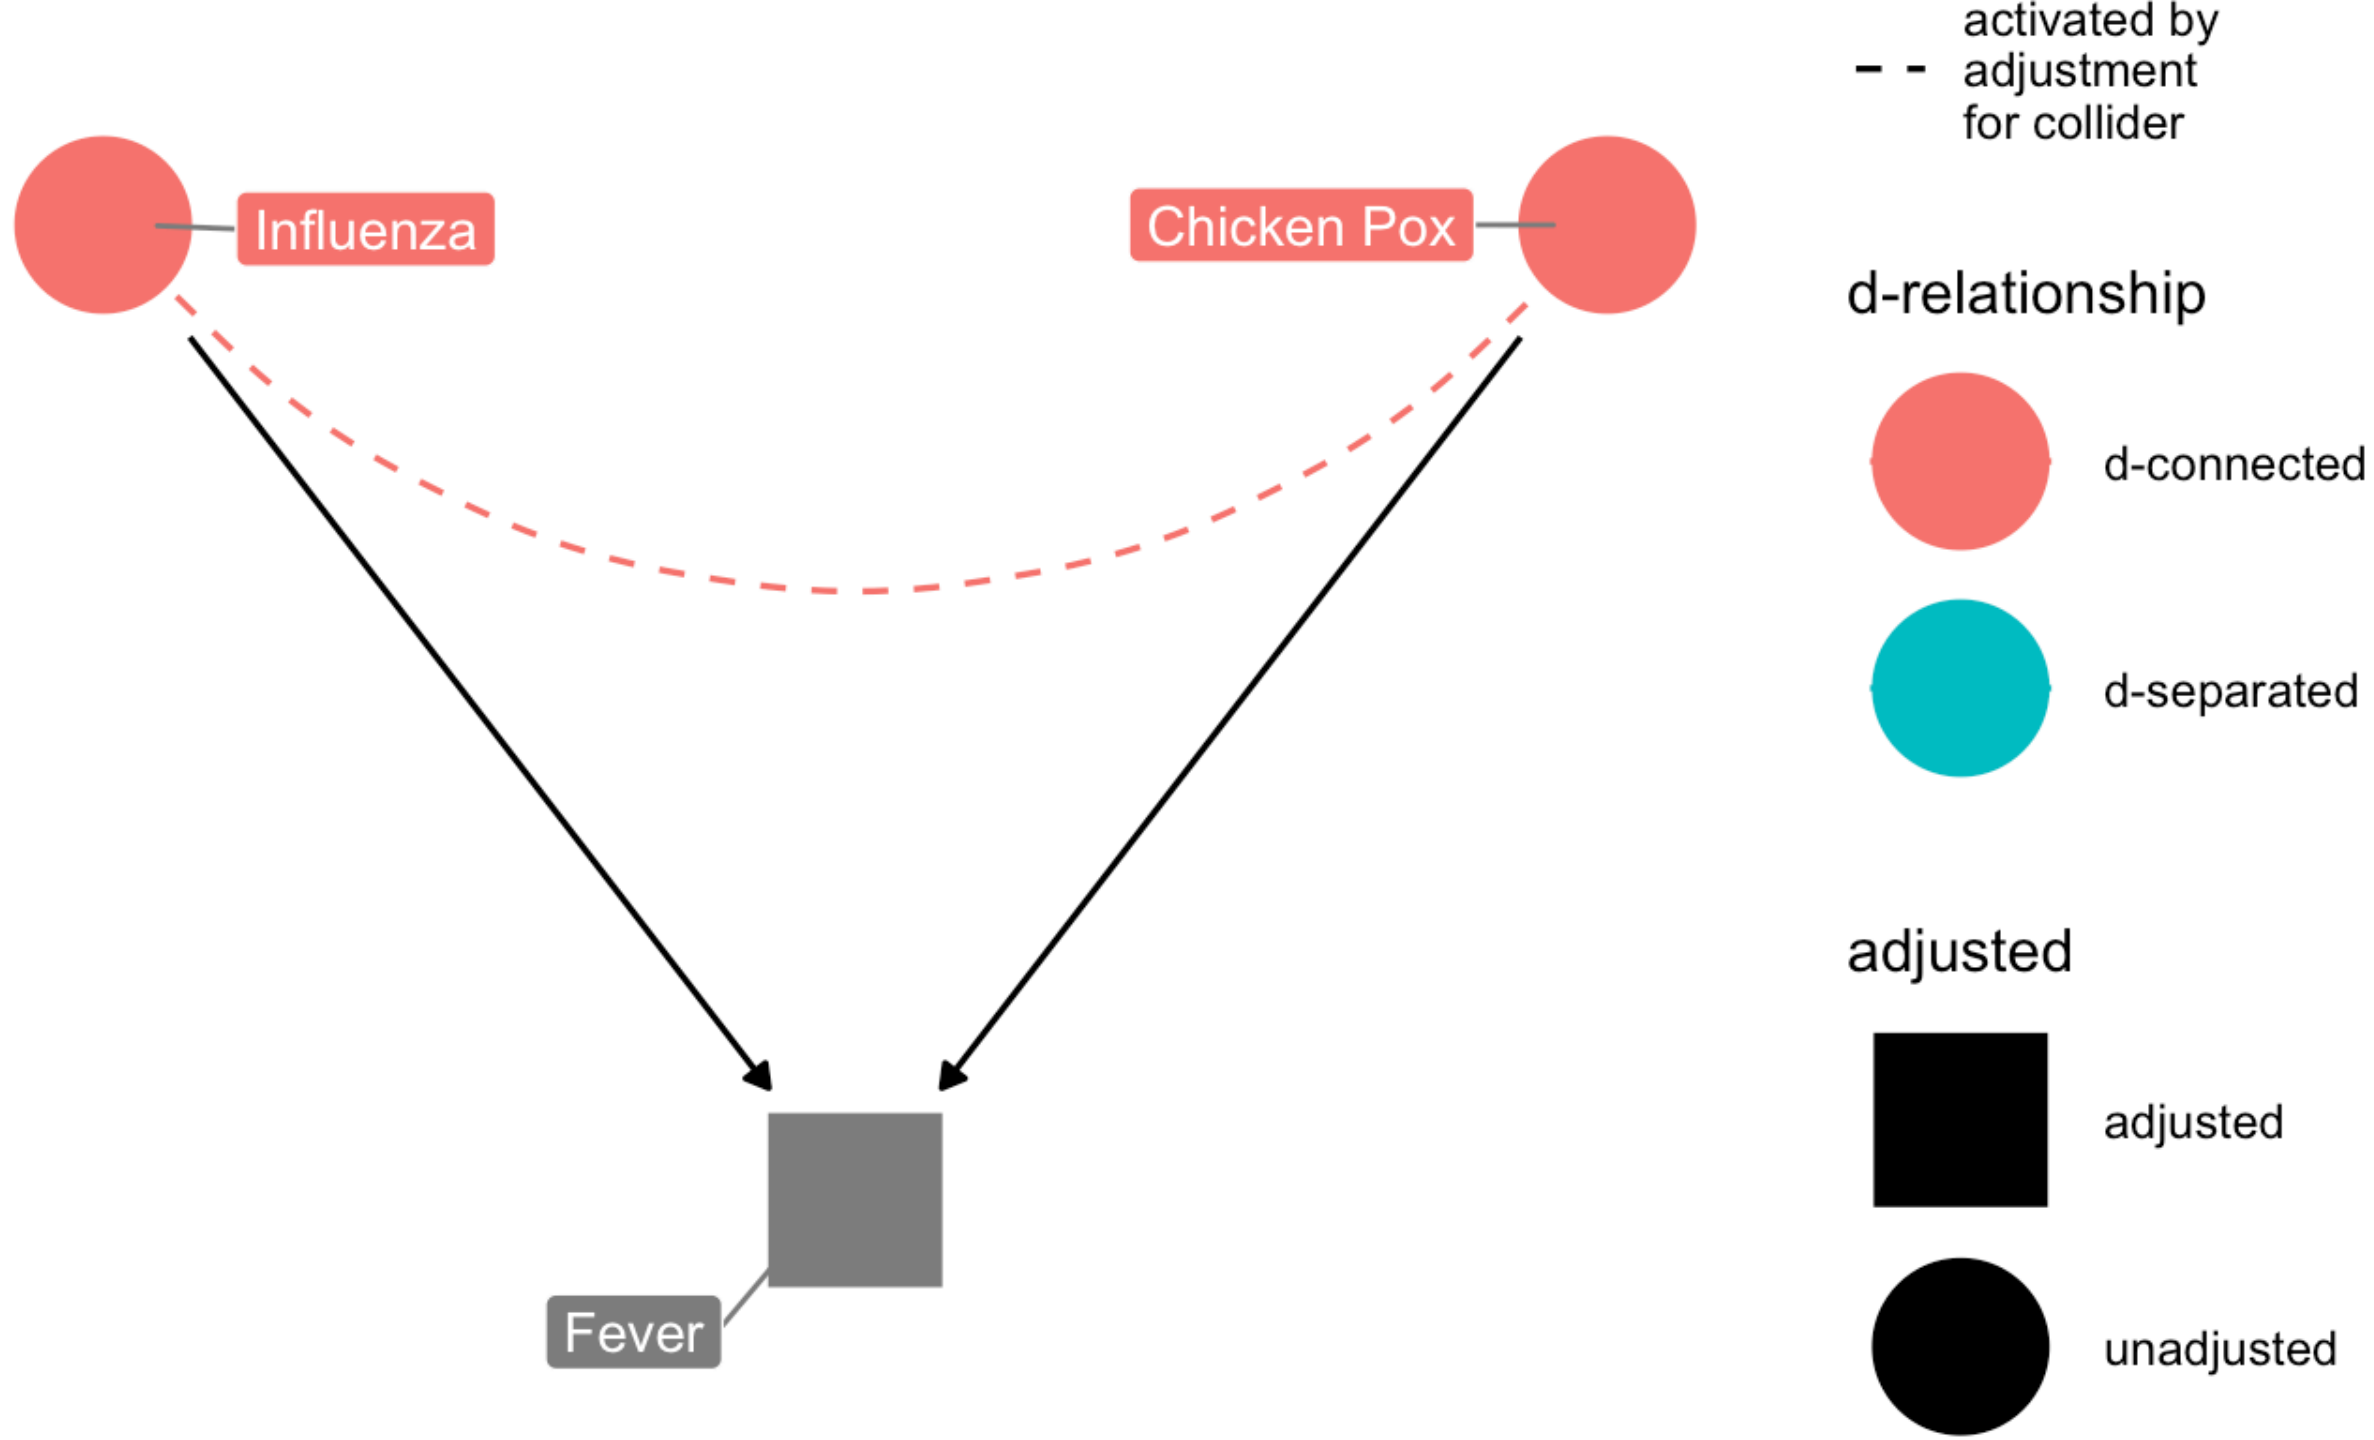 activated by
adjustment
for collider
Influenza
Chicken Pox
d-relationship
d-connected
d-separated
adjusted
adjusted
Fever
unadjusted